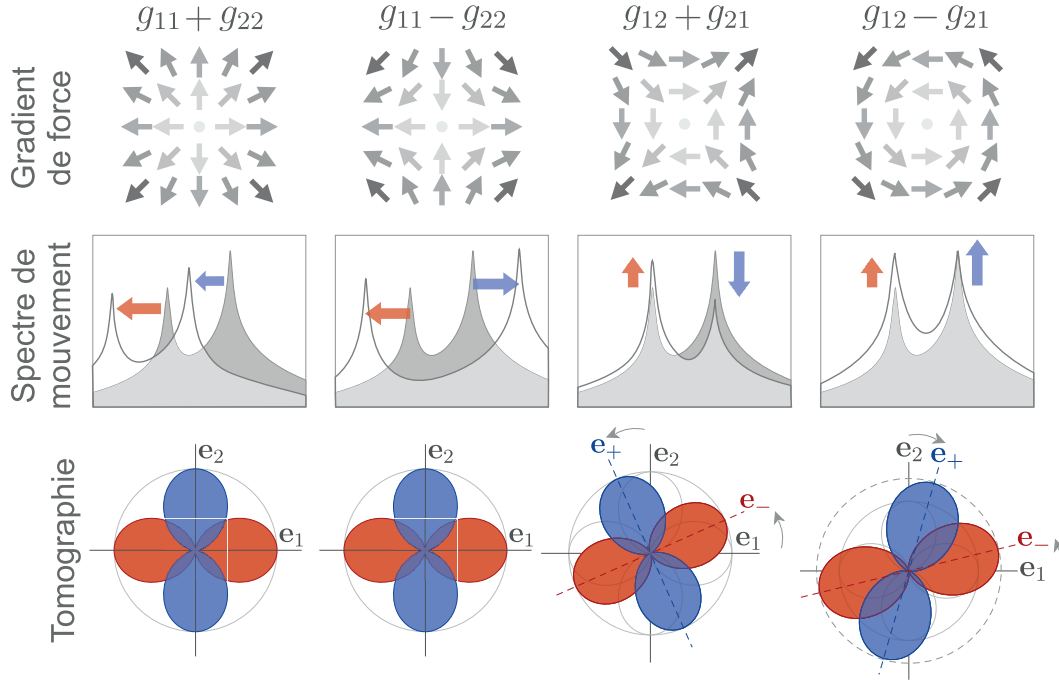 g₁₁ + g₂₂
g₁₁ − g₂₂
g₁₂ + g₂₁
g₁₂ − g₂₁
Gradient
de force
Spectre de
mouvement
Tomographie
e₂
e₁
e₂
e₁
e₊
e₂
e₋
e₁
e₂
e₊
e₋
e₁